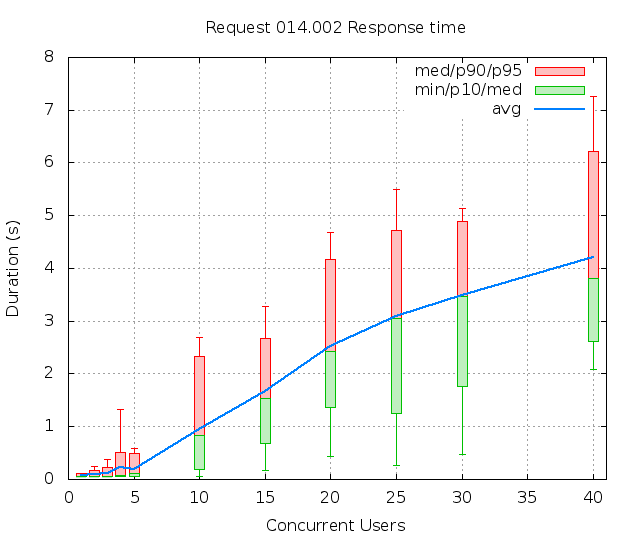 Request 014.002 Response time
8
7
6
5
4
3
2
1
0
Duration (s)
med/p90/p95
min/p10/med
avg
0 5 10 15 20 25 30 35 40
Concurrent Users